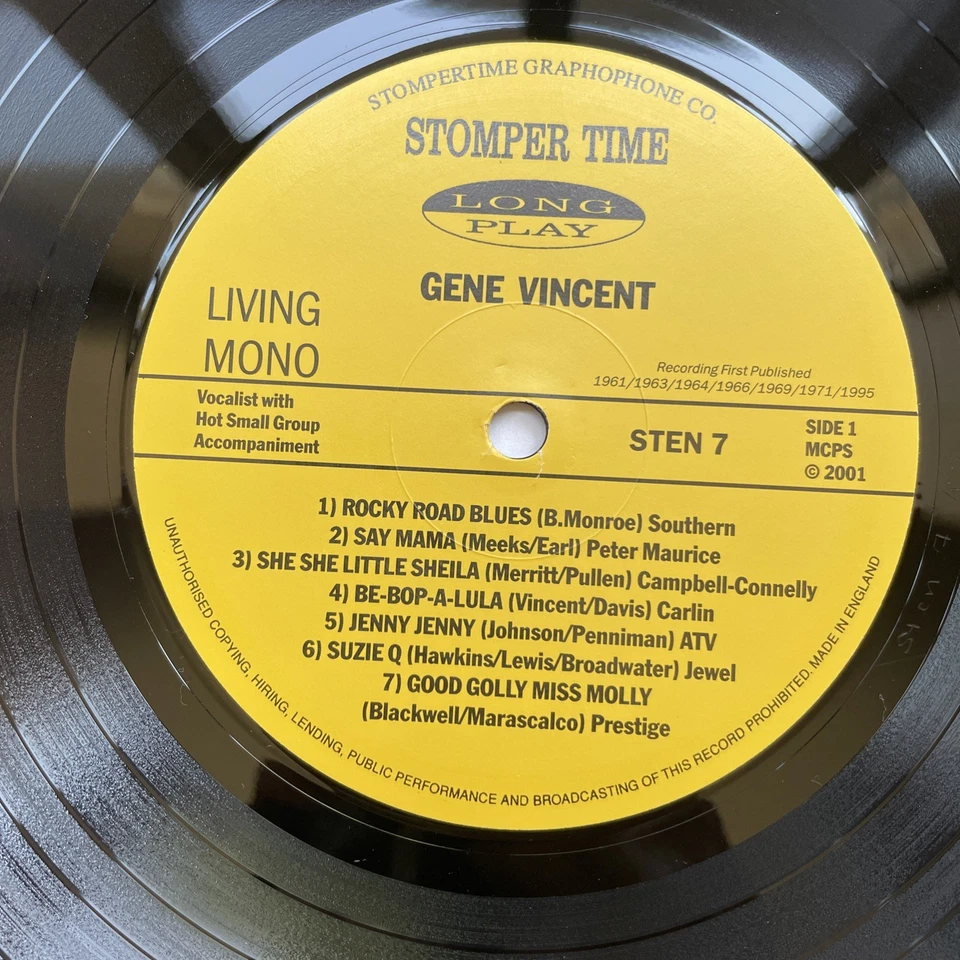 STOMPERTIME GRAPHOPHONE CO.
STOMPER TIME
LONG
PLAY
GENE VINCENT
LIVING
MONO
Recording First Published
1961/1963/1964/1966/1969/1971/1995
Vocalist with
Hot Small Group
Accompaniment
STEN 7
SIDE 1
MCPS
© 2001
1) ROCKY ROAD BLUES (B.Monroe) Southern
2) SAY MAMA (Meeks/Earl) Peter Maurice
3) SHE SHE LITTLE SHEILA (Merritt/Pullen) Campbell-Connelly
4) BE-BOP-A-LULA (Vincent/Davis) Carlin
5) JENNY JENNY (Johnson/Penniman) ATV
6) SUZIE Q (Hawkins/Lewis/Broadwater) Jewel
7) GOOD GOLLY MISS MOLLY
(Blackwell/Marascalco) Prestige
UNAUTHORISED COPYING, HIRING, LENDING, PUBLIC PERFORMANCE AND BROADCASTING OF THIS RECORD PROHIBITED. MADE IN ENGLAND